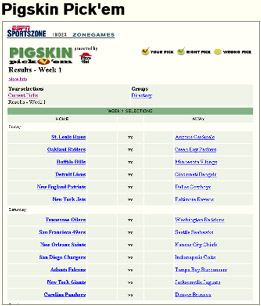 Pigskin Pick'em
ESPN
SPORTSZONE INDEX ZONEGAMES
PIGSKIN presented by
pick'em Pizza Hut
YOUR PICK RIGHT PICK WRONG PICK
Results - Week 1
Your selections Groups
Current Picks Directory
Results - Week 1
WEEK 1 SELECTIONS
HOME AWAY
Today
St. Louis Rams vs Arizona Cardinals
Oakland Raiders vs Green Bay Packers
Buffalo Bills vs Minnesota Vikings
Detroit Lions vs Cincinnati Bengals
New England Patriots vs Dallas Cowboys
New York Jets vs Baltimore Ravens
Saturday
Tennessee Oilers vs Washington Redskins
San Francisco 49ers vs Seattle Seahawks
New Orleans Saints vs Kansas City Chiefs
San Diego Chargers vs Indianapolis Colts
Atlanta Falcons vs Tampa Bay Buccaneers
New York Giants vs Jacksonville Jaguars
Carolina Panthers vs Denver Broncos